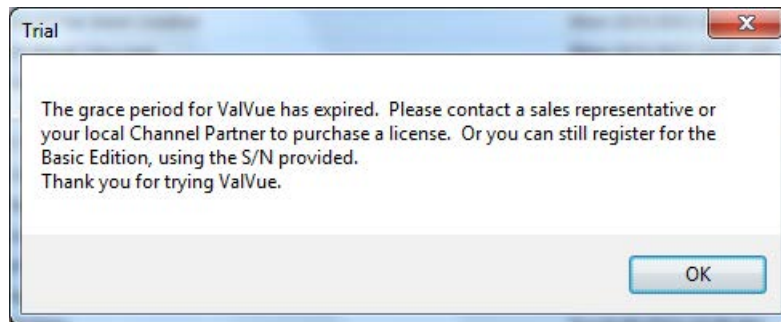 Trial
The grace period for ValVue has expired.  Please contact a sales representative or
your local Channel Partner to purchase a license.  Or you can still register for the
Basic Edition, using the S/N provided.
Thank you for trying ValVue.
OK